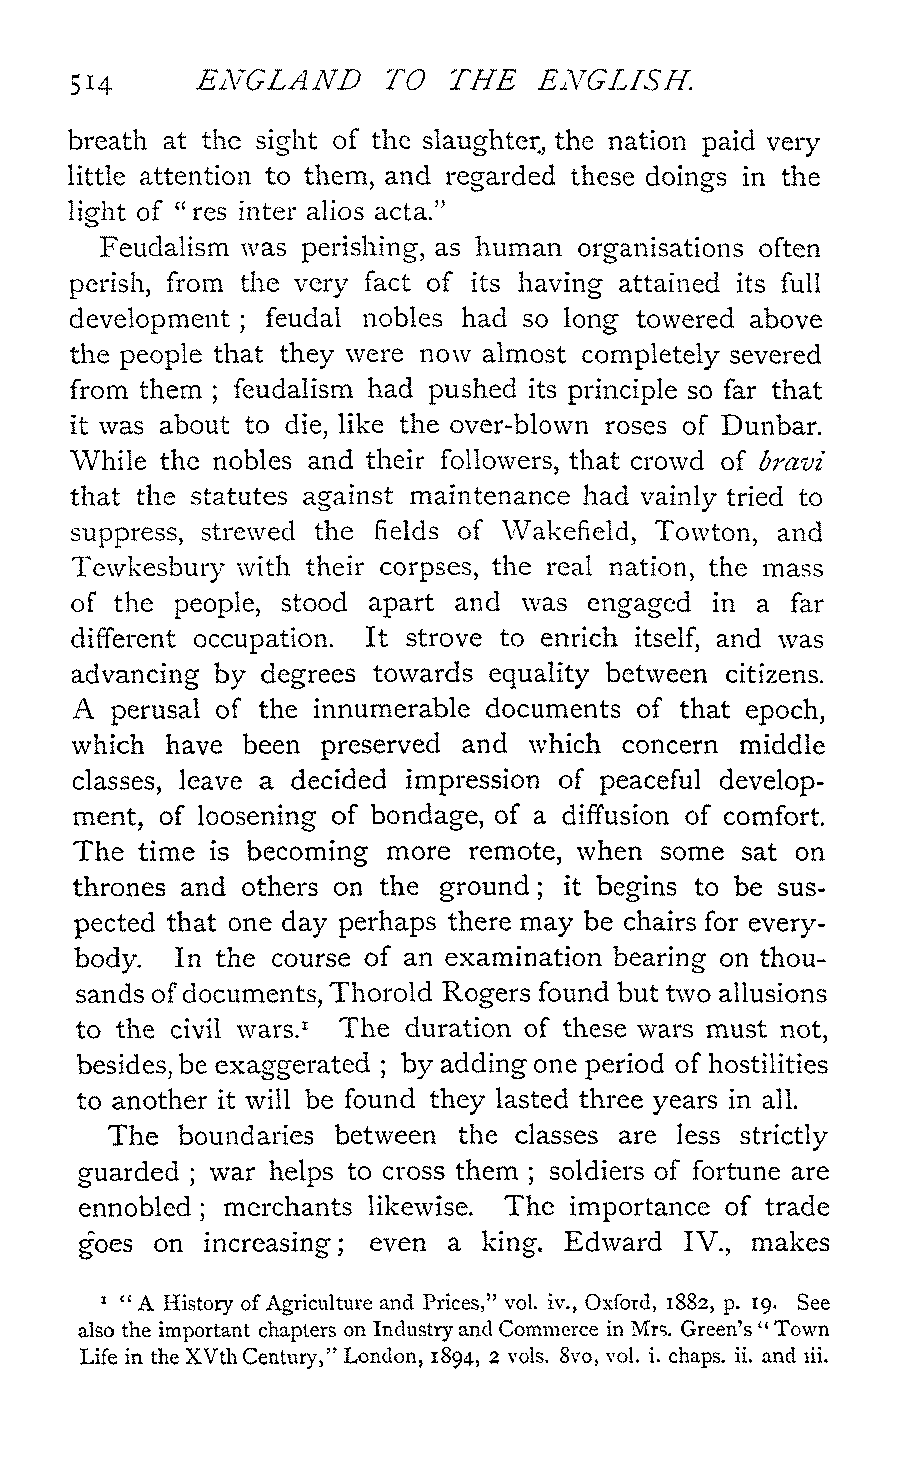 514 ENGLAND TO THE ENGLISH.
breath at the sight of the slaughter, the nation paid very
little attention to them, and regarded these doings in the
light of “ res inter alios acta.”
Feudalism was perishing, as human organisations often
perish, from the very fact of its having attained its full
development ; feudal nobles had so long towered above
the people that they were now almost completely severed
from them ; feudalism had pushed its principle so far that
it was about to die, like the over-blown roses of Dunbar.
While the nobles and their followers, that crowd of bravi
that the statutes against maintenance had vainly tried to
suppress, strewed the fields of Wakefield, Towton, and
Tewkesbury with their corpses, the real nation, the mass
of the people, stood apart and was engaged in a far
different occupation. It strove to enrich itself, and was
advancing by degrees towards equality between citizens.
A perusal of the innumerable documents of that epoch,
which have been preserved and which concern middle
classes, leave a decided impression of peaceful develop-
ment, of loosening of bondage, of a diffusion of comfort.
The time is becoming more remote, when some sat on
thrones and others on the ground ; it begins to be sus-
pected that one day perhaps there may be chairs for every-
body. In the course of an examination bearing on thou-
sands of documents, Thorold Rogers found but two allusions
to the civil wars.¹ The duration of these wars must not,
besides, be exaggerated ; by adding one period of hostilities
to another it will be found they lasted three years in all.
The boundaries between the classes are less strictly
guarded ; war helps to cross them ; soldiers of fortune are
ennobled ; merchants likewise. The importance of trade
goes on increasing ; even a king. Edward IV., makes
¹ “ A History of Agriculture and Prices,” vol. iv., Oxford, 1882, p. 19. See
also the important chapters on Industry and Commerce in Mrs. Green's “ Town
Life in the XVth Century,” London, 1894, 2 vols. 8vo, vol. i. chaps. ii. and iii.